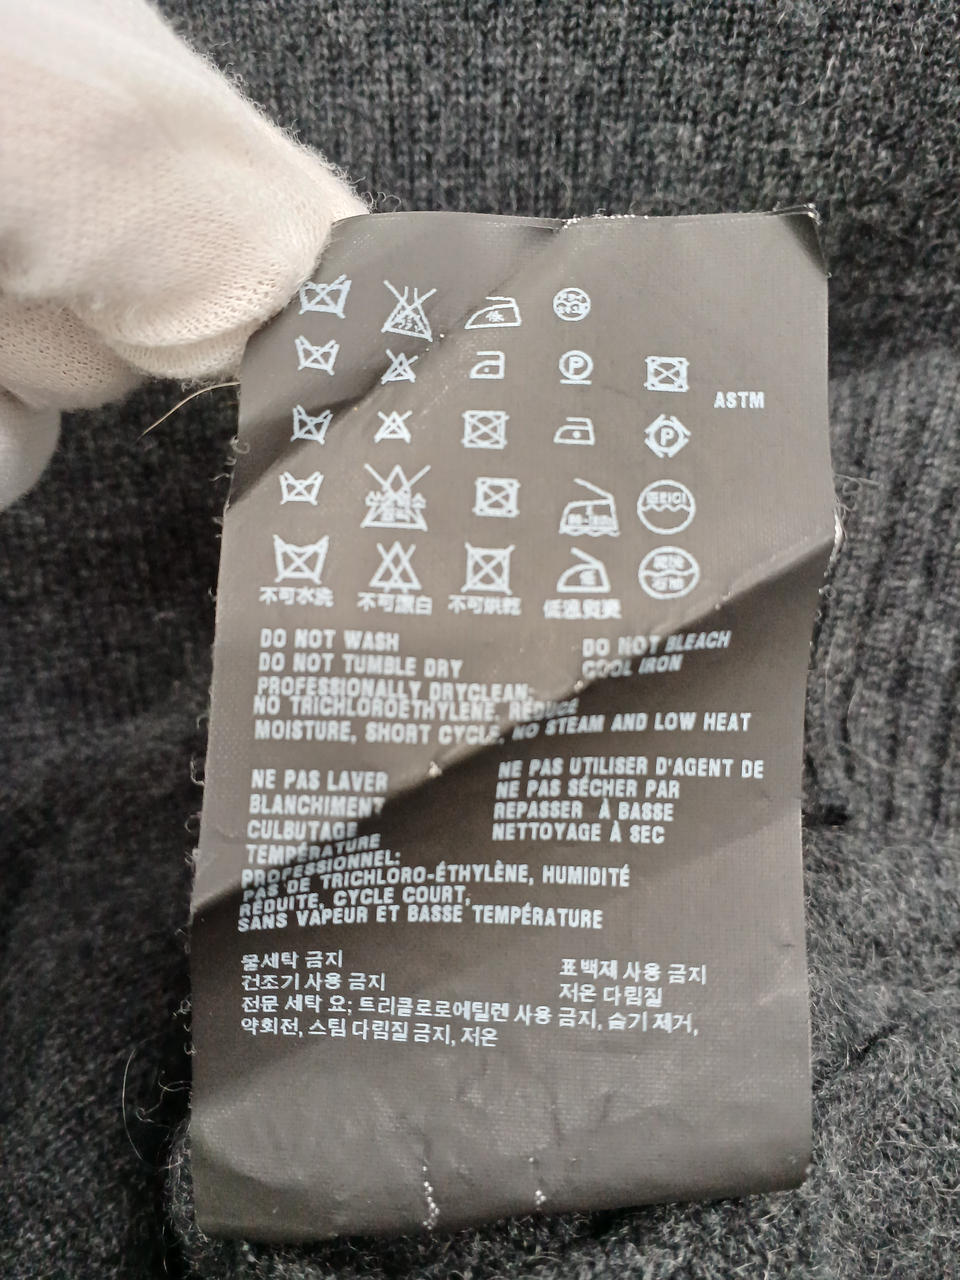 P
ASTM
P
不可水洗 不可漂白 不可烘乾
DO NOT WASH DO NOT BLEACH
DO NOT TUMBLE DRY COOL IRON
PROFESSIONALLY DRYCLEAN:
NO TRICHLOROETHYLENE. REDUCE
MOISTURE, SHORT CYCLE, NO STEAM AND LOW HEAT
NE PAS LAVER NE PAS UTILISER D'AGENT DE
BLANCHIMENT NE PAS SÉCHER PAR
CULBUTAGE REPASSER À BASSE
TEMPÉRATURE NETTOYAGE À SEC
PROFESSIONNEL:
PAS DE TRICHLORO-ÉTHYLÈNE, HUMIDITÉ
RÉDUITE, CYCLE COURT,
SANS VAPEUR ET BASSE TEMPÉRATURE
물세탁 금지 표백제 사용 금지
건조기 사용 금지 저온 다림질
전문 세탁 요; 트리클로로에틸렌 사용 금지, 습기 제거,
약회전, 스팀 다림질 금지, 저온